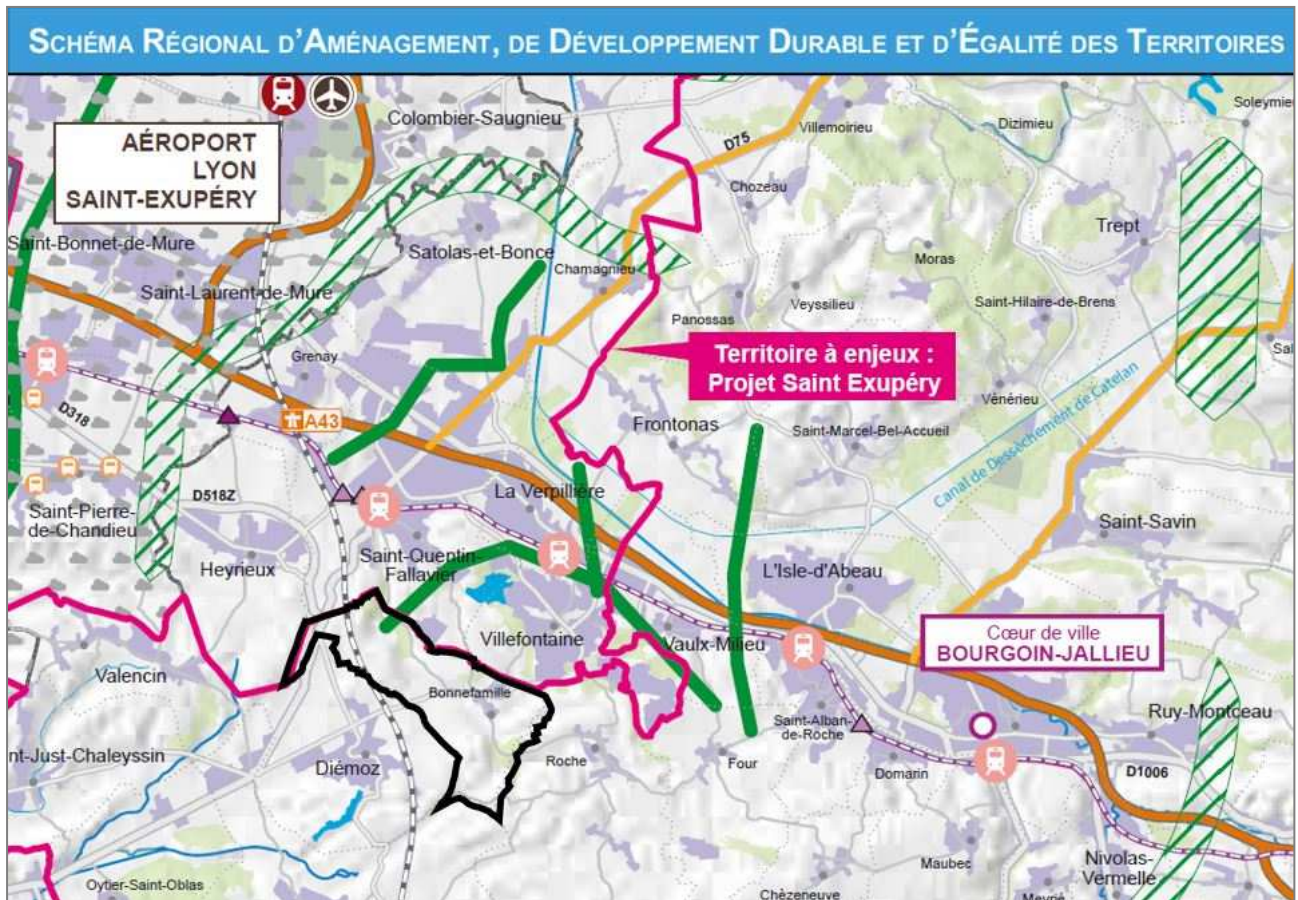 SCHÉMA RÉGIONAL D'AMÉNAGEMENT, DE DÉVELOPPEMENT DURABLE ET D'ÉGALITÉ DES TERRITOIRES
AÉROPORT
LYON
SAINT-EXUPÉRY
Colombier-Saugnieu
D75
Villemoirieu
Dizimieu
Soleymieu
Chozeau
Trept
Saint-Bonnet-de-Mure
Satolas-et-Bonce
Chamagnieu
Moras
Saint-Laurent-de-Mure
Veyssilieu
Saint-Hilaire-de-Brens
Panossas
Grenay
Territoire à enjeux :
Projet Saint Exupéry
Sal
D318
A43
Vénérieu
Frontonas
Saint-Marcel-Bel-Accueil
Canal de Dessèchement de Catelan
D518Z
La Verpillière
Saint-Pierre-
de-Chandieu
Saint-Savin
Heyrieux
Saint-Quentin-
Fallavier
L'Isle-d'Abeau
Villefontaine
Vaulx-Milieu
Cœur de ville
BOURGOIN-JALLIEU
Valencin
Bonnefamille
Saint-Alban-
de-Roche
Ruy-Montceau
nt-Just-Chaleyssin
Diémoz
Roche
Four
Domarin
D1006
Maubec
Nivolas-
Vermelle
Oytier-Saint-Oblas
Chèzeneuve
Meyné